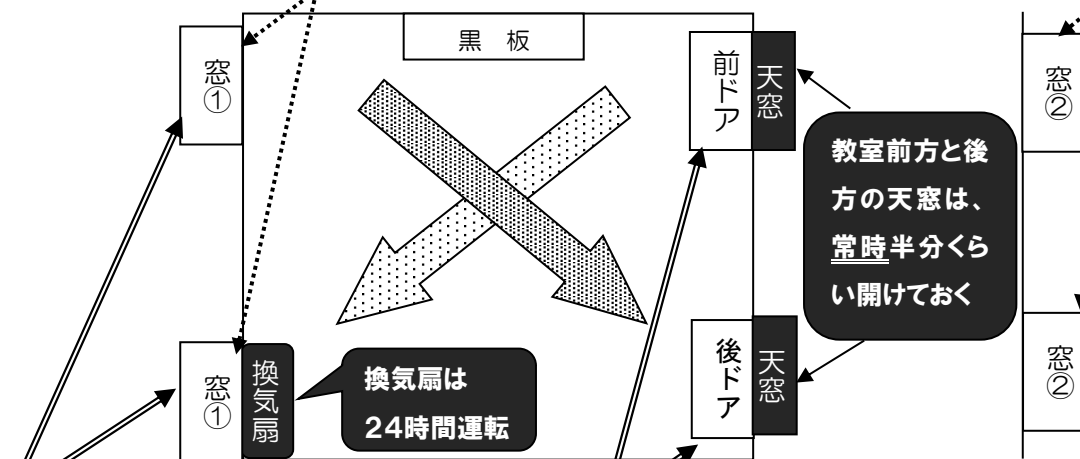 黒 板
窓①
前ドア
天窓
窓②
教室前方と後
方の天窓は、
常時半分くら
い開けておく
窓①
換気扇
換気扇は
24時間運転
後ドア
天窓
窓②